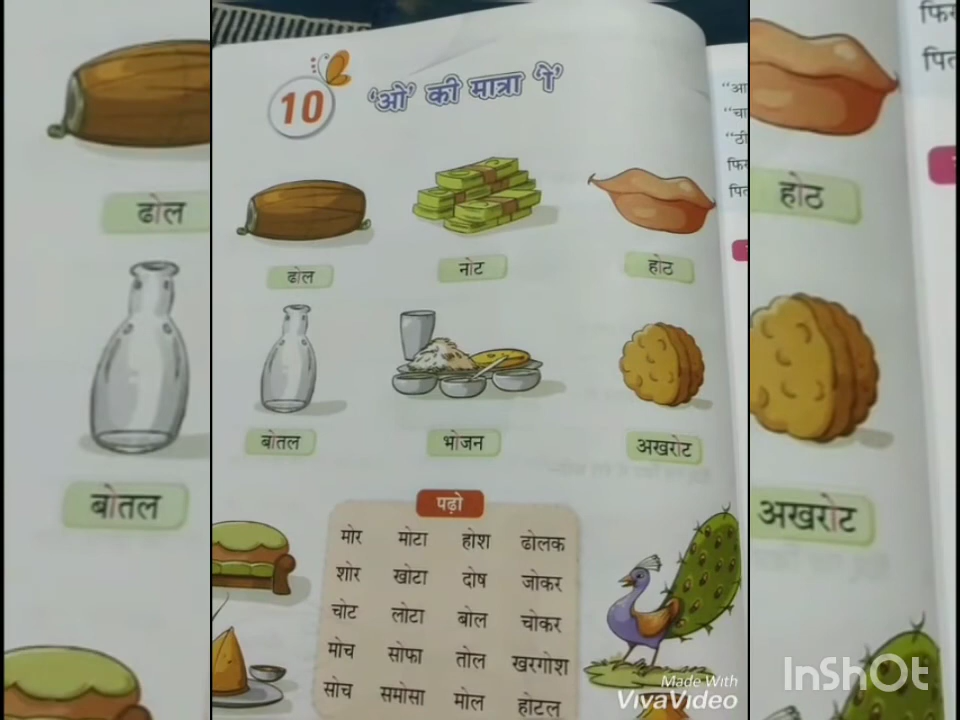 10 'ओ' की मात्रा 'ो'
ढोल नोट होठ
बोतल भोजन अखरोट
पढ़ो
मोर मोटा होश ढोलक
शोर खोटा दोष जोकर
चोट लोटा बोल चोकर
मोच सोफा तोल खरगोश
सोच समोसा मोल होटल
ढोल
बोतल
होठ
अखरोट
Made With
VivaVideo
InShOt